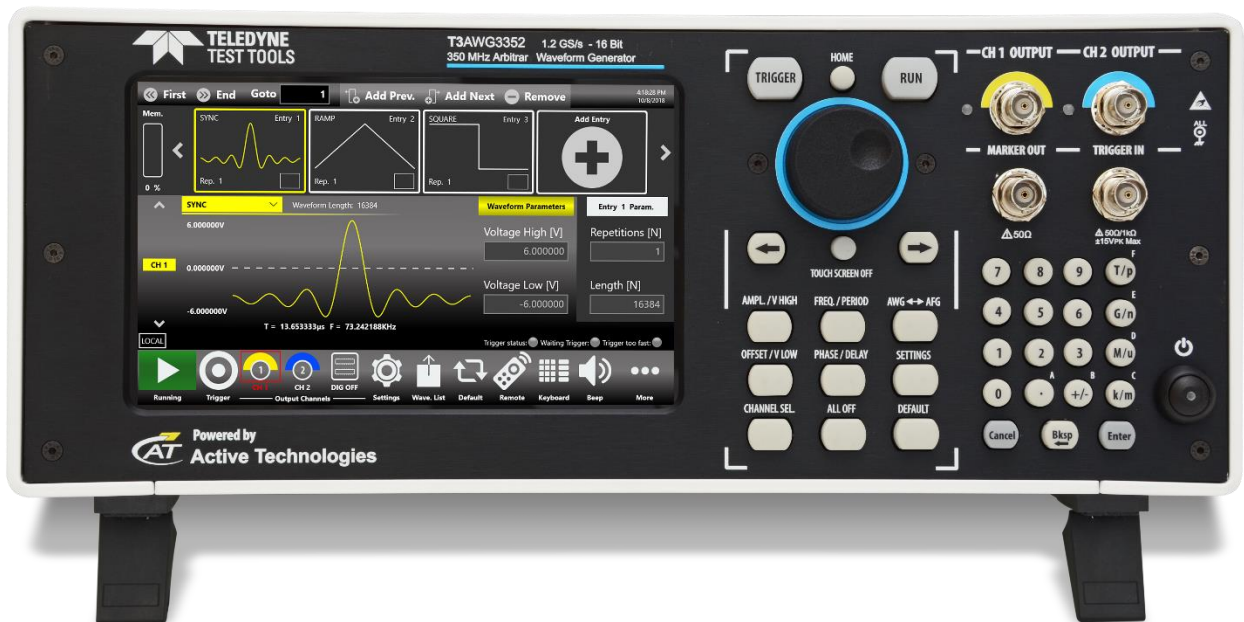 TELEDYNE
TEST TOOLS
T3AWG3352 1.2 GS/s - 16 Bit
350 MHz Arbitrar Waveform Generator
First End Goto 1 Add Prev. Add Next Remove
4:18:28 PM
10/8/2018
Mem.
0 %
SYNC Entry 1
Rep. 1
RAMP Entry 2
Rep. 1
SQUARE Entry 3
Rep. 1
Add Entry
SYNC Waveform Length: 16384
Waveform Parameters
Entry 1 Param.
6.000000V
CH 1
0.000000V
-6.000000V
Voltage High [V]
6.000000
Repetitions [N]
1
Voltage Low [V]
-6.000000
Length [N]
16384
T = 13.653333µs F = 73.242188KHz
LOCAL
Trigger status: Waiting Trigger: Trigger too fast:
1
2
CH 1
CH 2
DIG OFF
Running Trigger Output Channels Settings Wave. List Default Remote Keyboard Beep More
Powered by
AT Active Technologies
HOME
TRIGGER
RUN
TOUCH SCREEN OFF
AMPL. / V HIGH
FREQ. / PERIOD
AWG AFG
OFFSET / V LOW
PHASE / DELAY
SETTINGS
CHANNEL SEL.
ALL OFF
DEFAULT
CH 1 OUTPUT
CH 2 OUTPUT
ALL
MARKER OUT
TRIGGER IN
50Ω
50Ω/1kΩ
±15VPK Max
F
7 8 9 T/p
E
4 5 6 G/n
D
1 2 3 M/u
A B C
0 . +/- k/m
Cancel Bksp Enter